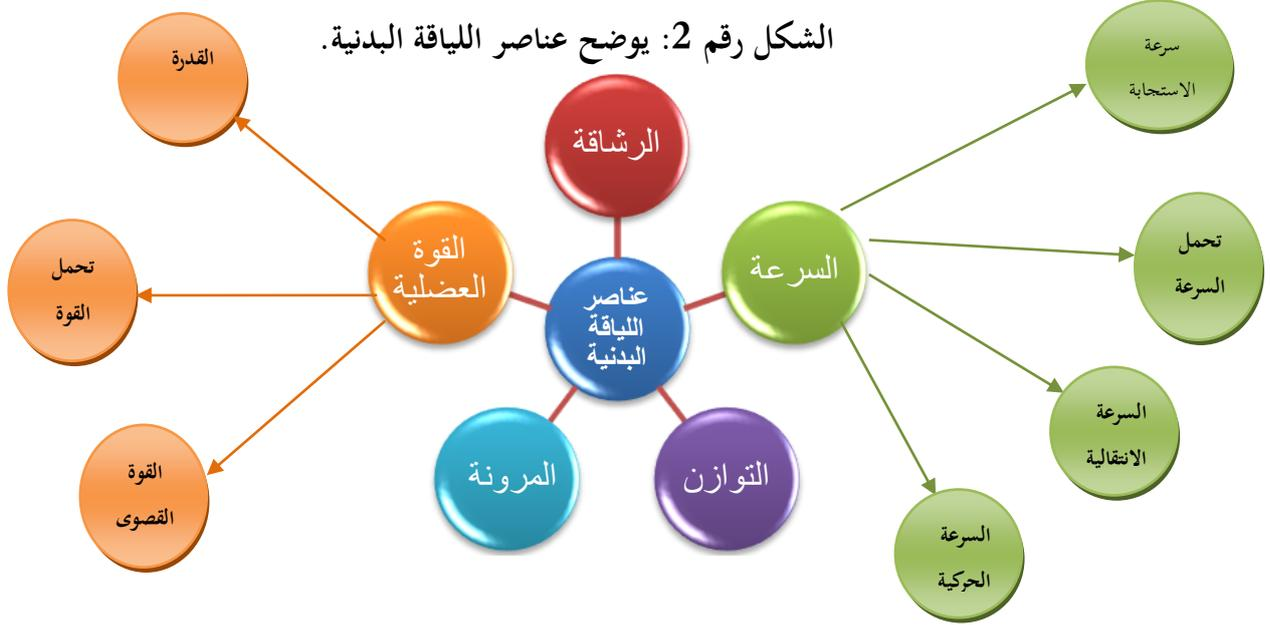 الشكل رقم 2: يوضح عناصر اللياقة البدنية.
سرعة
الاستجابة
القدرة
الرشاقة
تحمل
السرعة
السرعة
القوة
العضلية
تحمل
القوة
عناصر
اللياقة
البدنية
السرعة
الانتقالية
التوازن
المرونة
القوة
القصوى
السرعة
الحركية